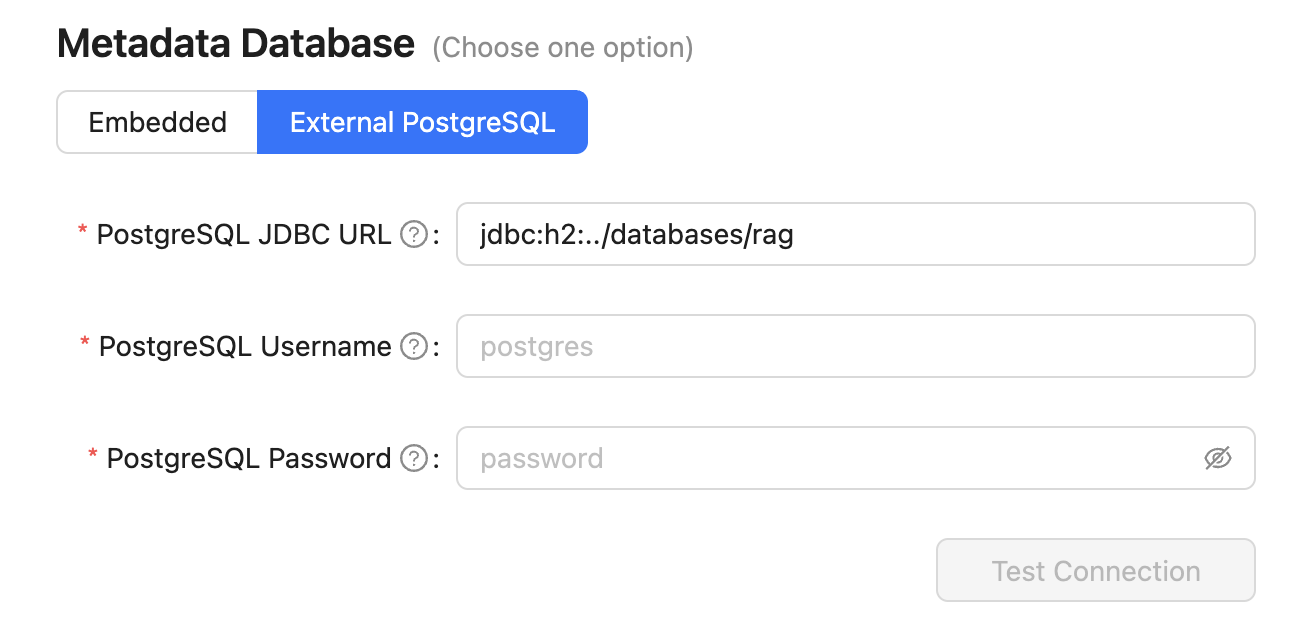 Metadata Database (Choose one option)
Embedded External PostgreSQL
* PostgreSQL JDBC URL ? : jdbc:h2:../databases/rag
* PostgreSQL Username ? : postgres
* PostgreSQL Password ? : password
Test Connection